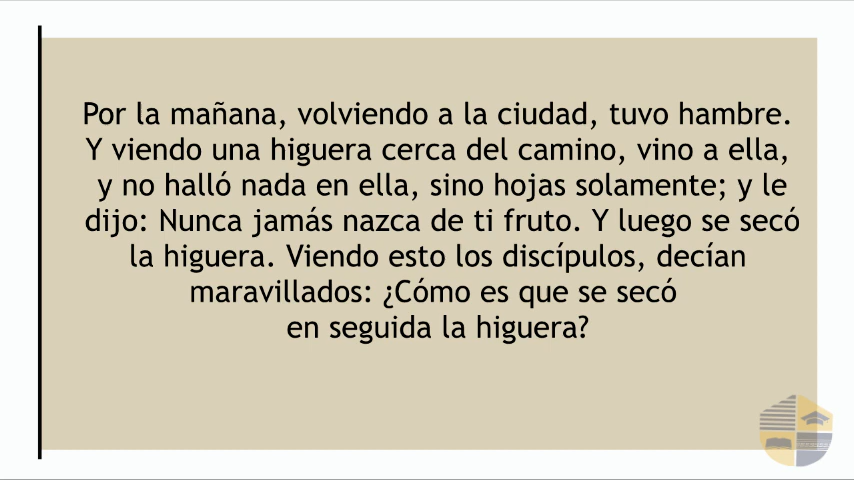 Por la mañana, volviendo a la ciudad, tuvo hambre.
Y viendo una higuera cerca del camino, vino a ella,
y no halló nada en ella, sino hojas solamente; y le
dijo: Nunca jamás nazca de ti fruto. Y luego se secó
la higuera. Viendo esto los discípulos, decían
maravillados: ¿Cómo es que se secó
en seguida la higuera?